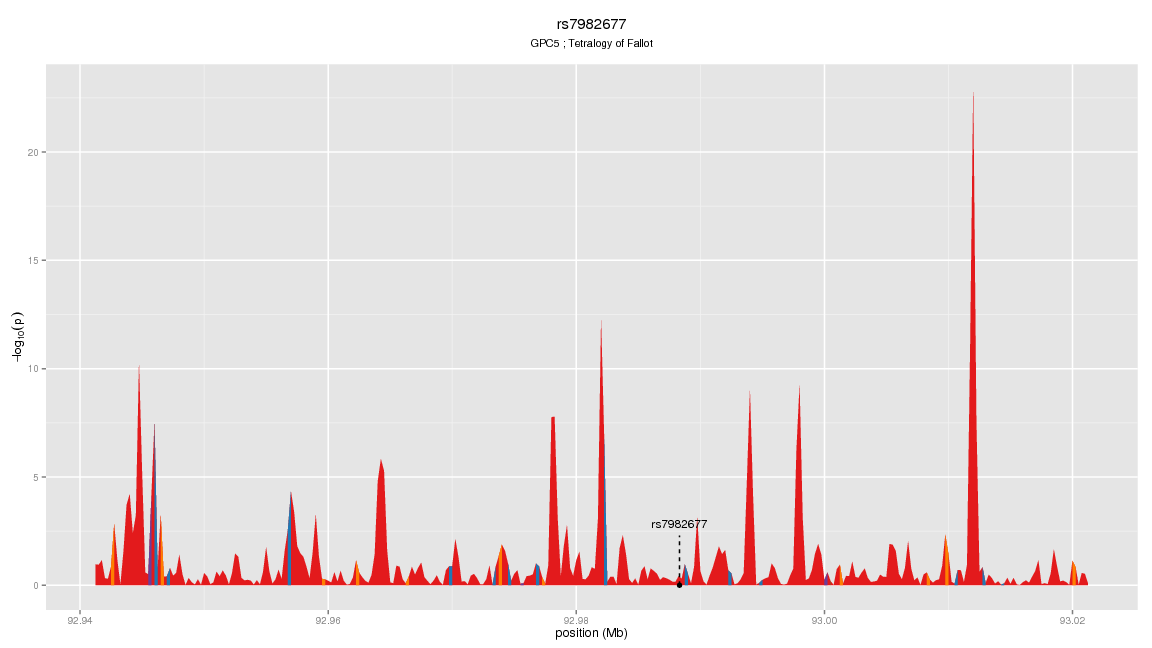 rs7982677
GPC5 ; Tetralogy of Fallot
−log10(p)
20
15
10
5
0
rs7982677
92.94 92.96 92.98 93.00 93.02
position (Mb)